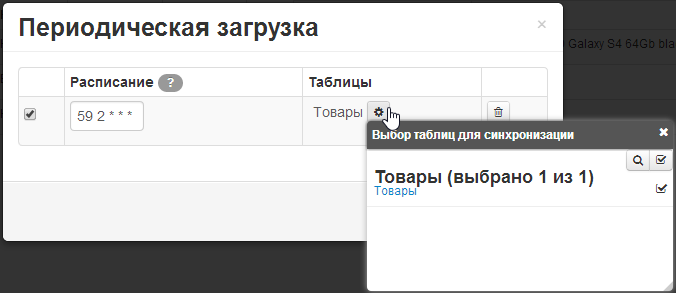 Периодическая загрузка
×
Расписание ?
Таблицы
59 2 * * *
Товары
Galaxy S4 64Gb bla
Выбор таблиц для синхронизации
Товары (выбрано 1 из 1)
Товары